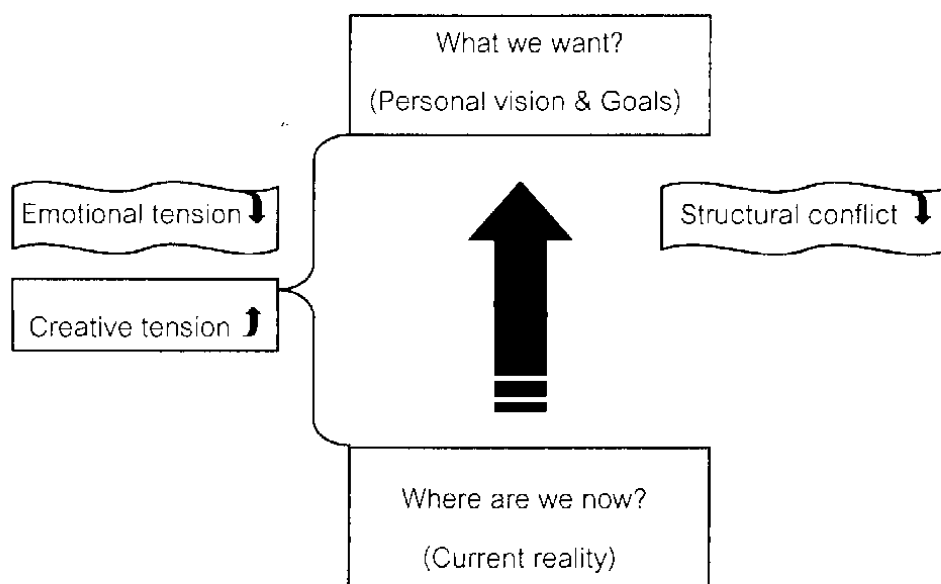 What we want?
(Personal vision & Goals)
Emotional tension
Structural conflict
Creative tension
Where are we now?
(Current reality)